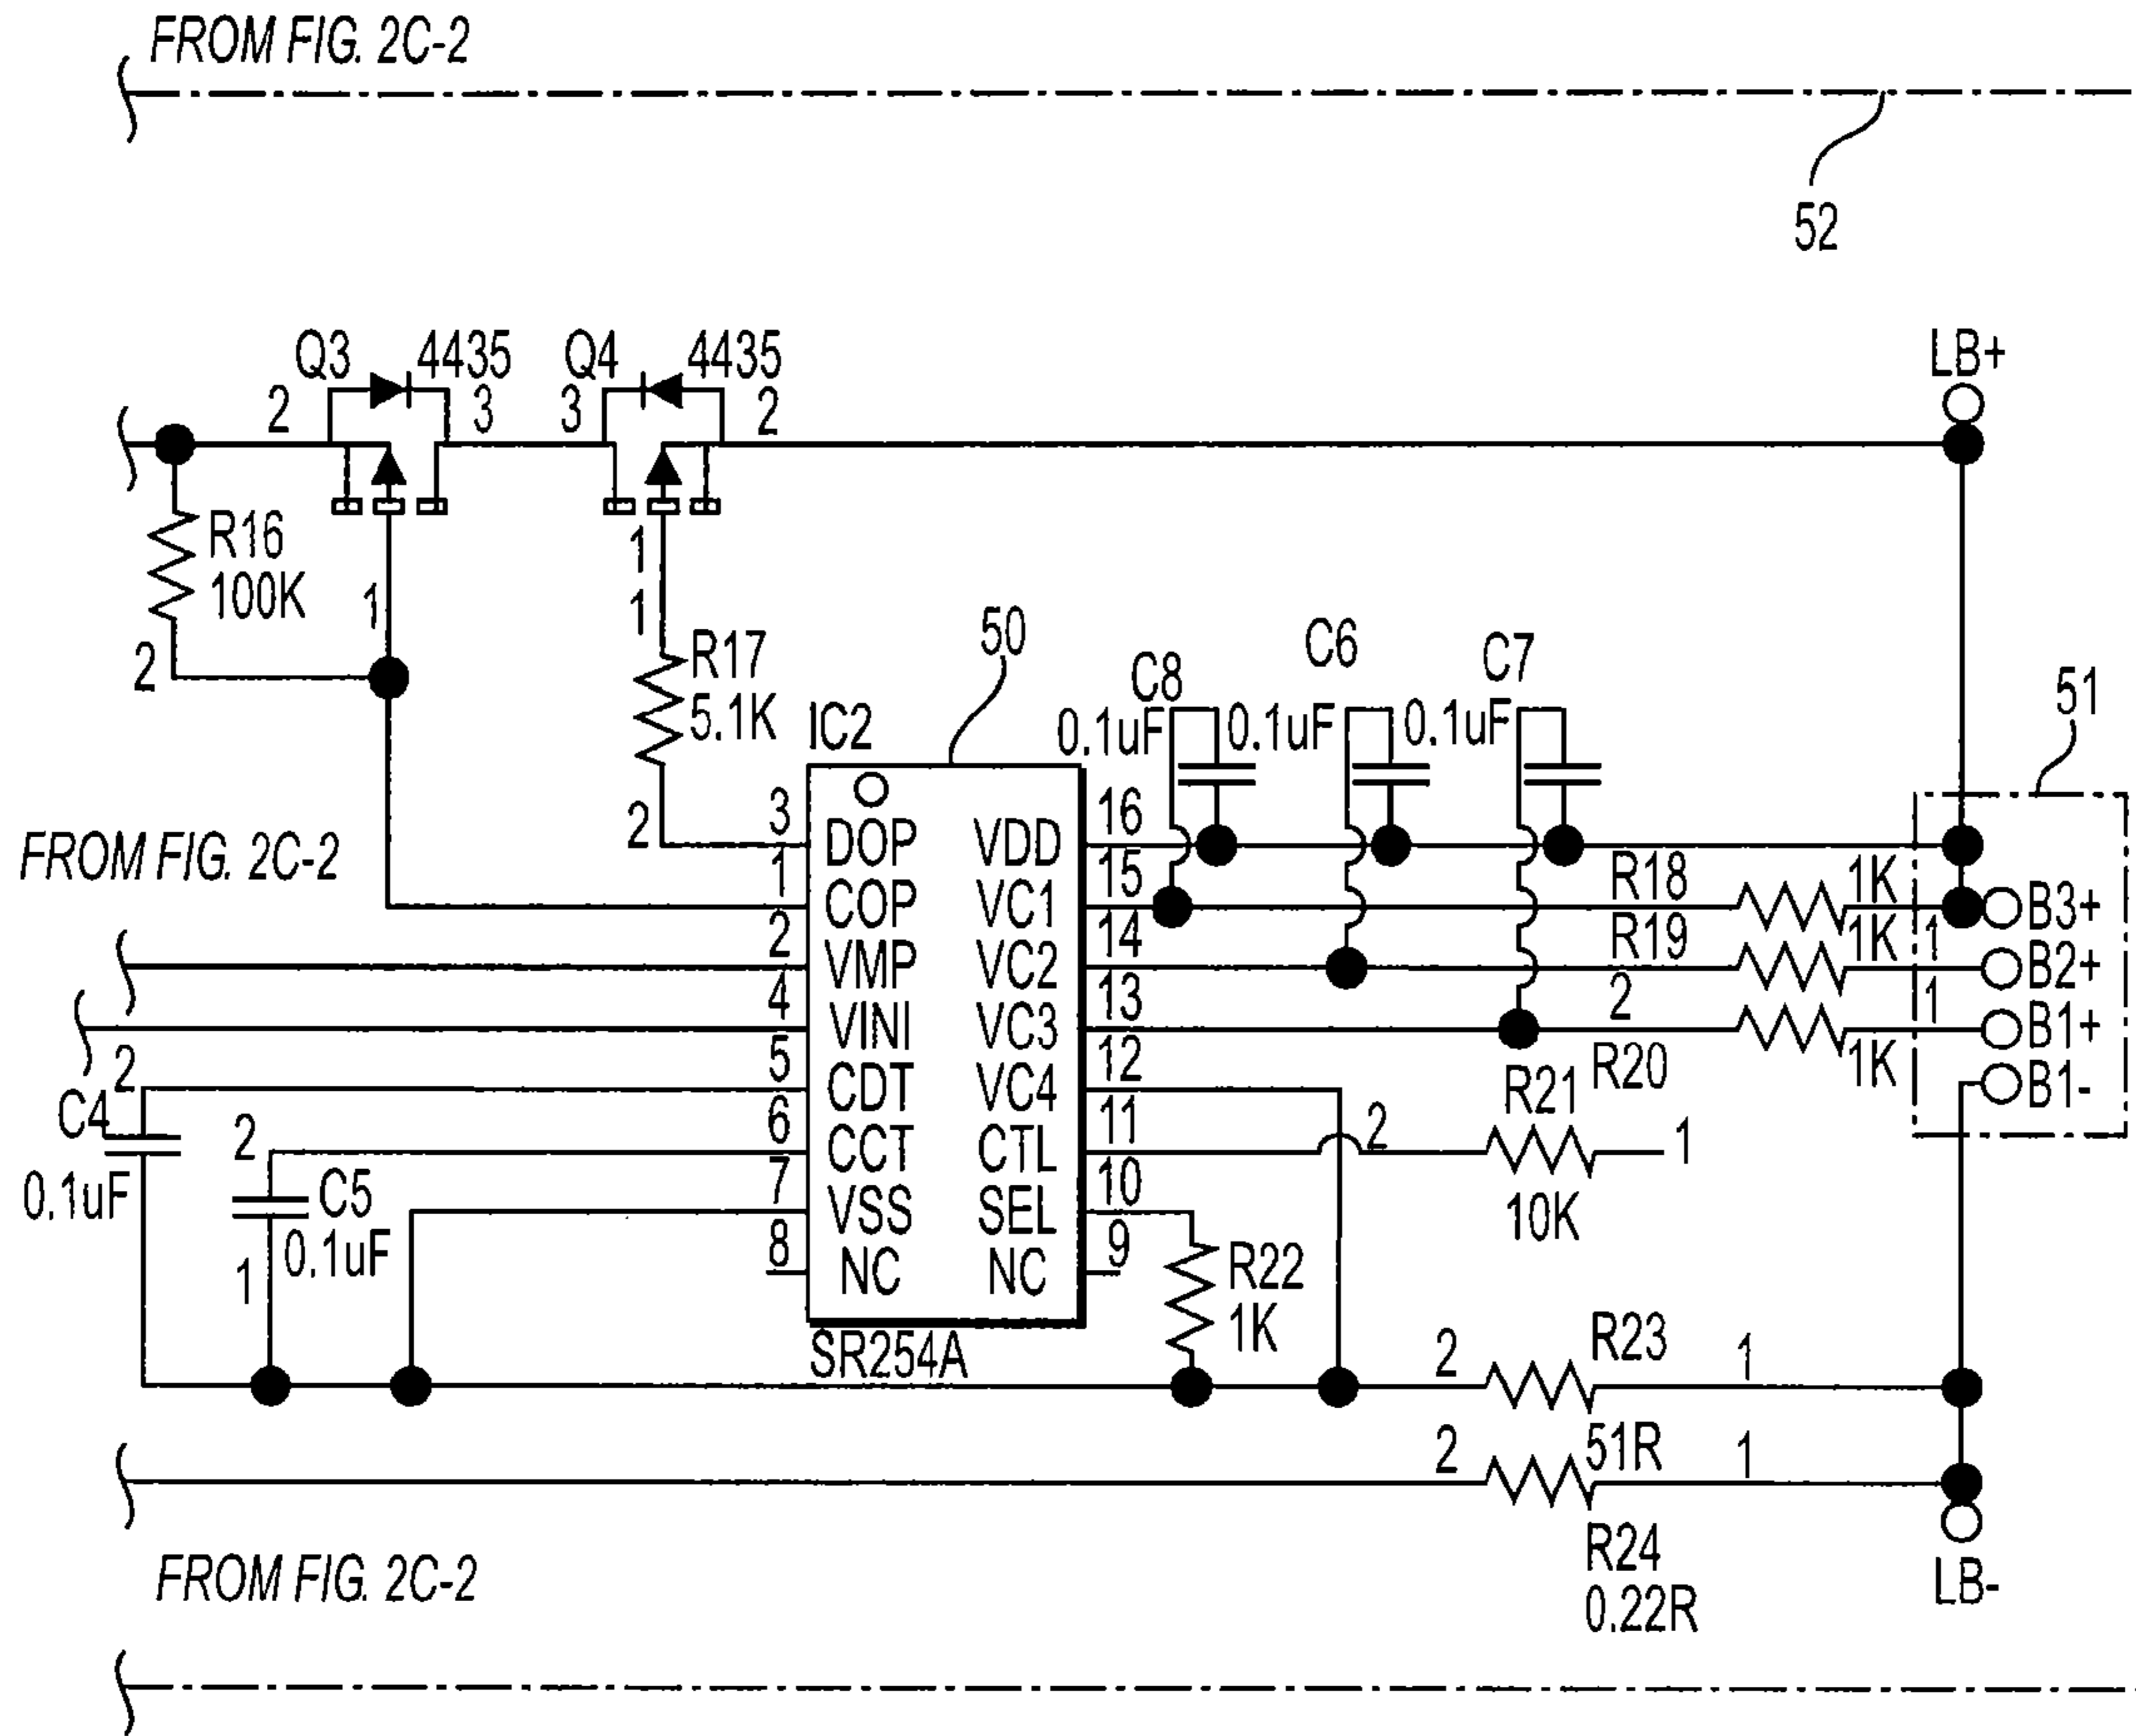 FROM FIG. 2C-2
52
Q3 4435 Q4 4435 LB+
2 3 3 2
R16
100K
1
1
1
2
R17
5.1K
50
C8 C6 C7
0.1uF 0.1uF 0.1uF
51
IC2
2
3 DOP VDD 16
FROM FIG. 2C-2
1 COP VC1 15 R18 1K B3+
2 VMP VC2 14 R19 1K 1 B2+
4 VINI VC3 13 2 R20 1K 1 B1+
B1-
2 5 CDT VC4 12
C4
0.1uF
R21
6 CCT CTL 11 2 1
10K
2
C5
0.1uF
1
7 VSS SEL 10
8 NC NC 9
R22
1K
SR254A
2 R23 1
51R
2 1
R24
0.22R
LB-
FROM FIG. 2C-2